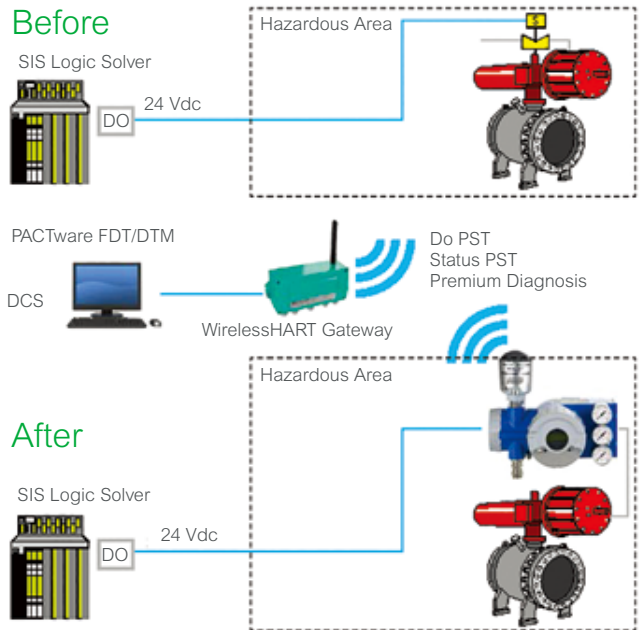 Before
Hazardous Area
SIS Logic Solver
24 Vdc
DO
S
PACTware FDT/DTM
Do PST
Status PST
Premium Diagnosis
DCS
WirelessHART Gateway
Hazardous Area
After
SIS Logic Solver
24 Vdc
DO